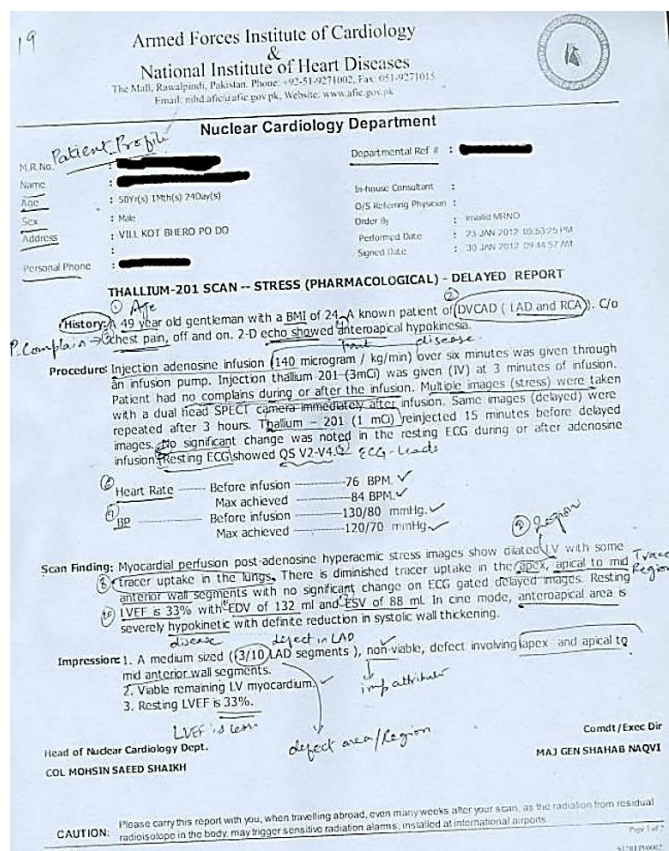 19
Armed Forces Institute of Cardiology
&
National Institute of Heart Diseases
The Mall, Rawalpindi, Pakistan. Phone: +92-51-9271002, Fax: 051-9271015
Email: nihd.afic@afic.gov.pk, Website: www.afic.gov.pk
Nuclear Cardiology Department
Patient Profile
M.R.No. :
Departmental Ref # :
Name :
Age : 50Yr(s) 1Mth(s) 24Day(s)
In-house Consultant :
Sex : Male
O/S Referring Physician :
Address : VILL KOT BHERO PO DO
Order By : Invalid MRNO
:
Performed Date : 23 JAN 2012 05:53:25 PM
Personal Phone :
Signed Date : 30 JAN 2012 09:44:57 AM
THALLIUM-201 SCAN -- STRESS (PHARMACOLOGICAL) - DELAYED REPORT
① Age ②
History: A 49 year old gentleman with a BMI of 24. A known patient of DVCAD ( LAD and RCA ). C/o
P. Complain → chest pain, off and on. 2-D echo showed anteroapical hypokinesia.
disease
Procedure: Injection adenosine infusion (140 microgram / kg/min) over six minutes was given through
an infusion pump. Injection thallium 201 (3mCi) was given (IV) at 3 minutes of infusion.
Patient had no complains during or after the infusion. Multiple images (stress) were taken
with a dual head SPECT camera immediately after infusion. Same images (delayed) were
repeated after 3 hours. Thallium – 201 (1 mCi) reinjected 15 minutes before delayed
images. No significant change was noted in the resting ECG during or after adenosine
infusion. Resting ECG showed QS V2-V4. ECG-Leads
Heart Rate ----- Before infusion ----------76 BPM. ✓
Max achieved ----------84 BPM. ✓
BP ----- Before infusion ----------130/80 mmHg. ✓
Max achieved ----------120/70 mmHg ✓
Region
Scan Finding: Myocardial perfusion post-adenosine hyperaemic stress images show dilated LV with some
⑧ tracer uptake in the lungs. There is diminished tracer uptake in the apex, apical to mid Tracer
anterior wall segments with no significant change on ECG gated delayed images. Resting Region
⑩ LVEF is 33% with EDV of 132 ml and ESV of 88 ml. In cine mode, anteroapical area is
severely hypokinetic with definite reduction in systolic wall thickening.
disease defect in LAD
Impression: 1. A medium sized ((3/10) LAD segments ), non-viable, defect involving apex and apical to
mid anterior wall segments.
2. Viable remaining LV myocardium. ✓ imp attribute
3. Resting LVEF is 33%.
LVEF is less defect area/Region
Head of Nuclear Cardiology Dept.
Comdt/Exec Dir
COL MOHSIN SAEED SHAIKH
MAJ GEN SHAHAB NAQVI
CAUTION: Please carry this report with you, when travelling abroad, even many weeks after your scan, as the radiation from residual
radioisotope in the body, may trigger sensitive radiation alarms, installed at international airports
Page 1 of 2